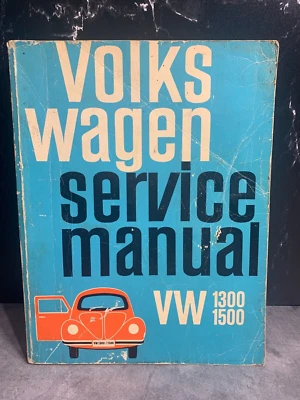 Volks
wagen
service
manual
VW 1300
1500